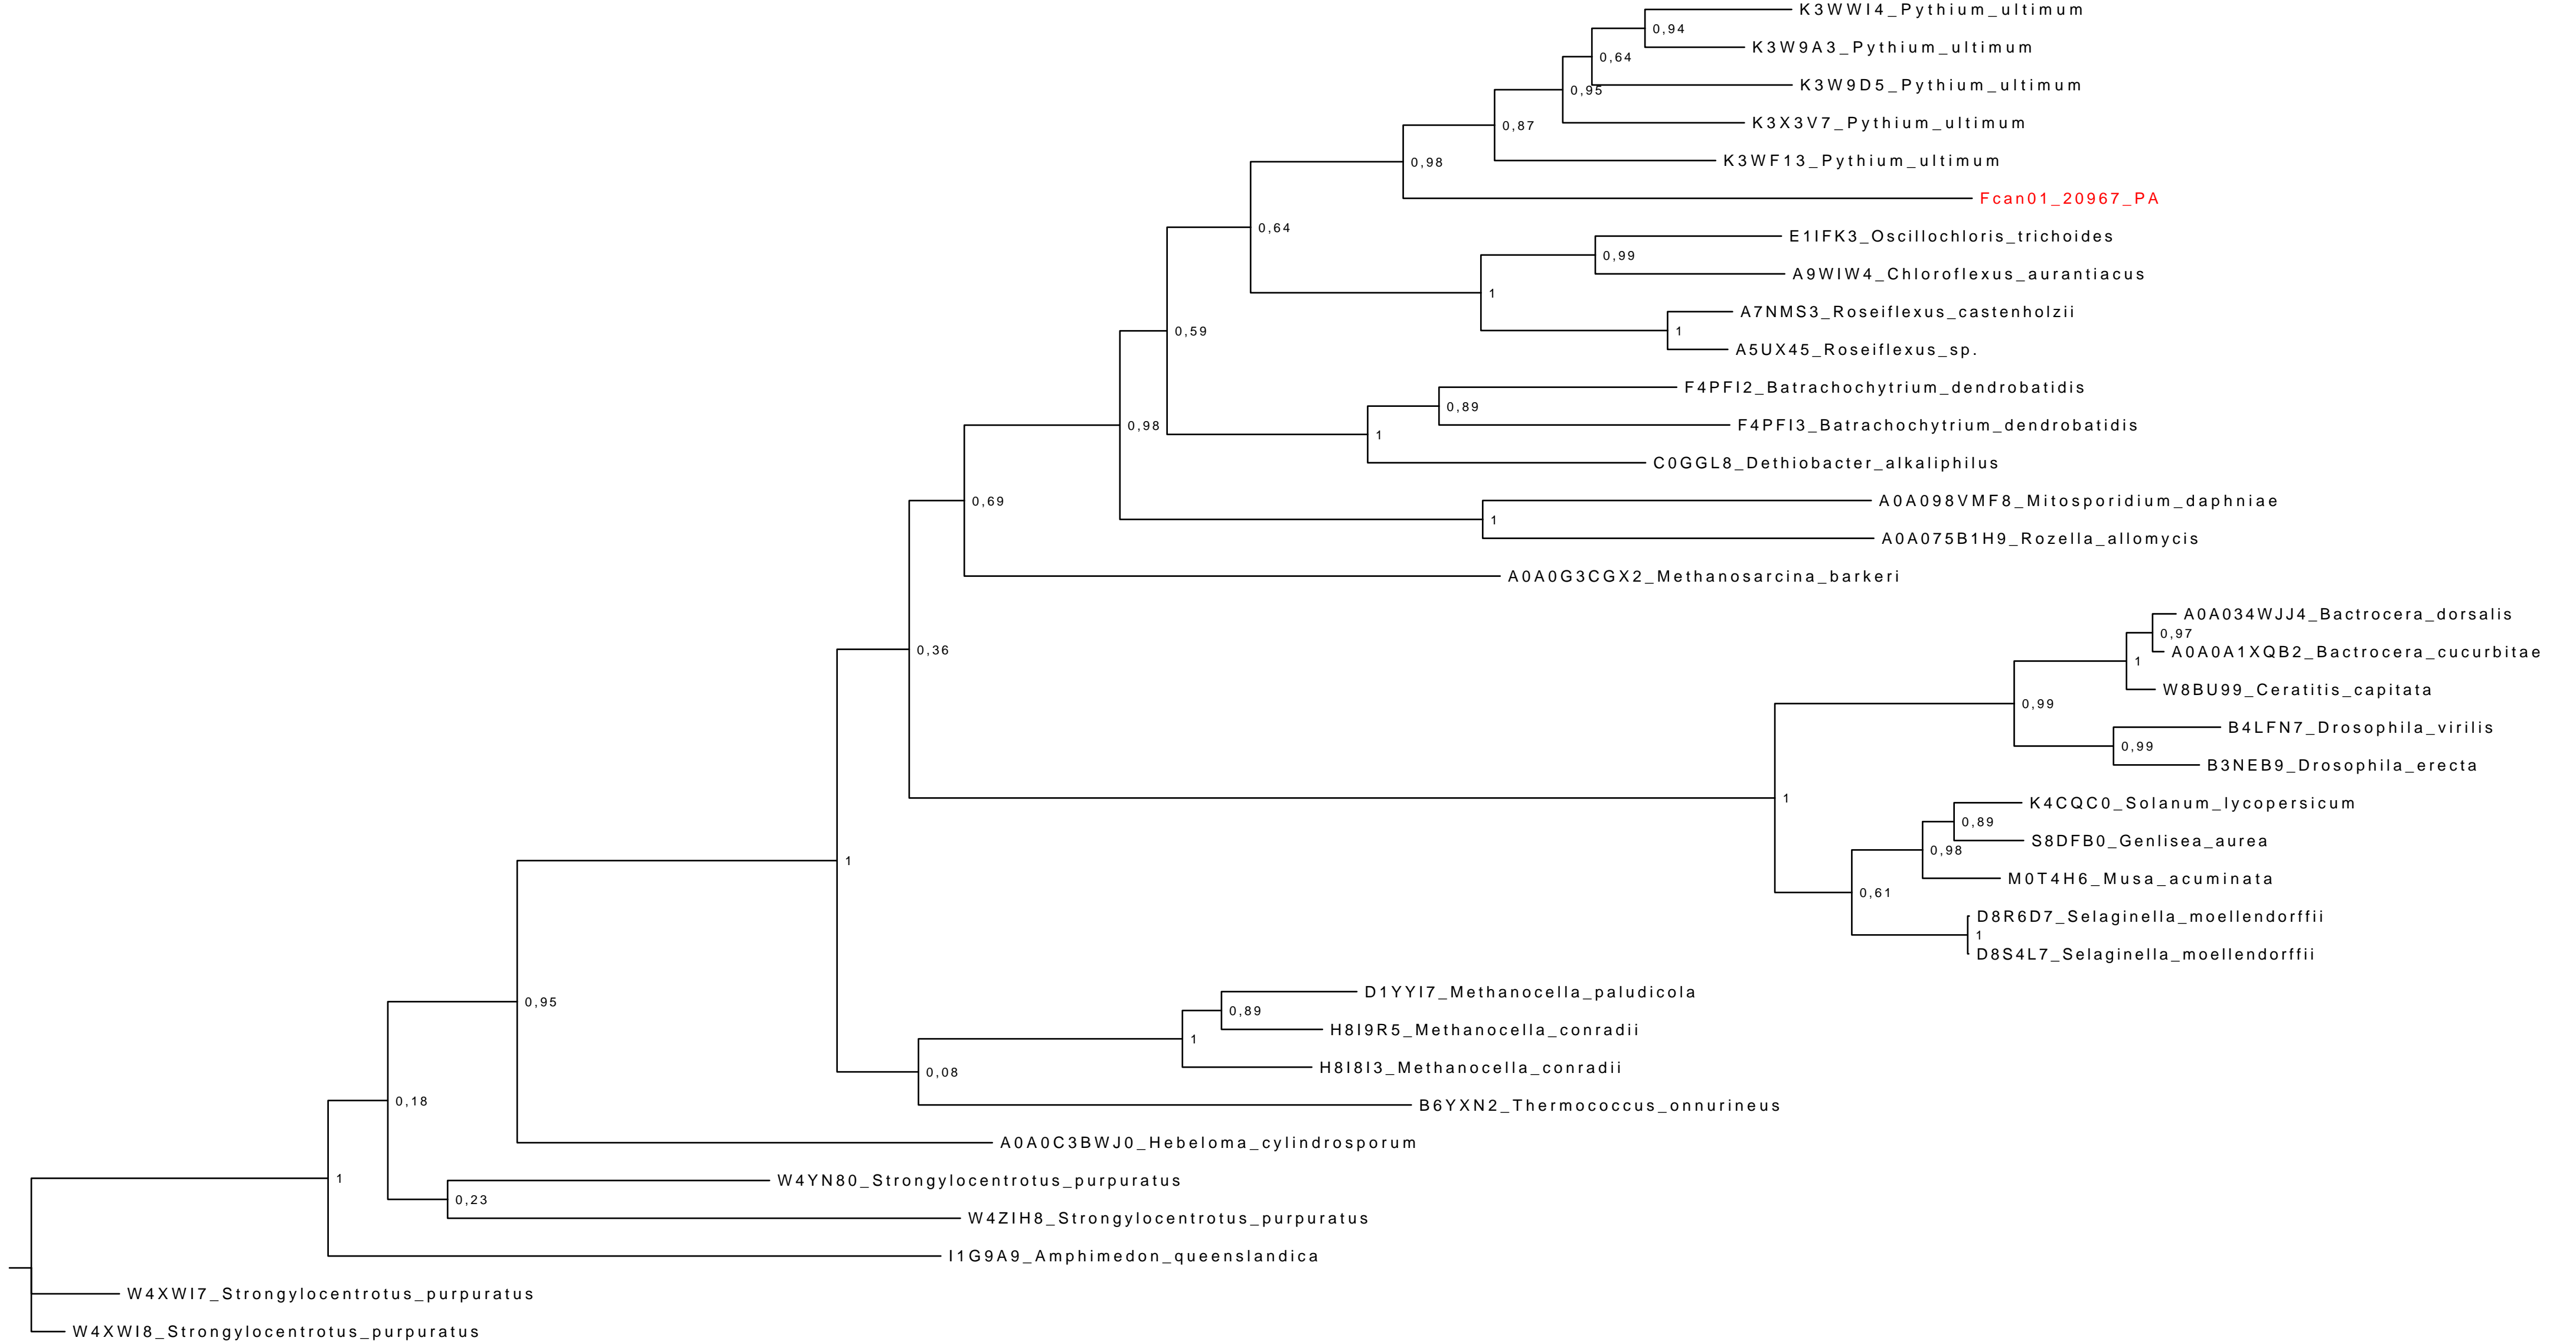 K3WWI4_Pythium_ultimum
0,94
K3W9A3_Pythium_ultimum
0,64
K3W9D5_Pythium_ultimum
0,95
K3X3V7_Pythium_ultimum
0,87
K3WF13_Pythium_ultimum
0,98
Fcan01_20967_PA
0,64
E1IFK3_Oscillochloris_trichoides
0,99
A9WIW4_Chloroflexus_aurantiacus
1
A7NMS3_Roseiflexus_castenholzii
1
A5UX45_Roseiflexus_sp.
0,59
F4PFI2_Batrachochytrium_dendrobatidis
0,89
F4PFI3_Batrachochytrium_dendrobatidis
0,98
1
C0GGL8_Dethiobacter_alkaliphilus
A0A098VMF8_Mitosporidium_daphniae
0,69
1
A0A075B1H9_Rozella_allomycis
A0A0G3CGX2_Methanosarcina_barkeri
A0A034WJJ4_Bactrocera_dorsalis
0,97
A0A0A1XQB2_Bactrocera_cucurbitae
0,36
1
W8BU99_Ceratitis_capitata
0,99
B4LFN7_Drosophila_virilis
0,99
B3NEB9_Drosophila_erecta
1
K4CQC0_Solanum_lycopersicum
0,89
S8DFB0_Genlisea_aurea
0,98
1
M0T4H6_Musa_acuminata
0,61
D8R6D7_Selaginella_moellendorffii
1
D8S4L7_Selaginella_moellendorffii
D1YYI7_Methanocella_paludicola
0,95
0,89
H8I9R5_Methanocella_conradii
1
H8I8I3_Methanocella_conradii
0,08
0,18
B6YXN2_Thermococcus_onnurineus
A0A0C3BWJ0_Hebeloma_cylindrosporum
1
W4YN80_Strongylocentrotus_purpuratus
0,23
W4ZIH8_Strongylocentrotus_purpuratus
I1G9A9_Amphimedon_queenslandica
W4XWI7_Strongylocentrotus_purpuratus
W4XWI8_Strongylocentrotus_purpuratus